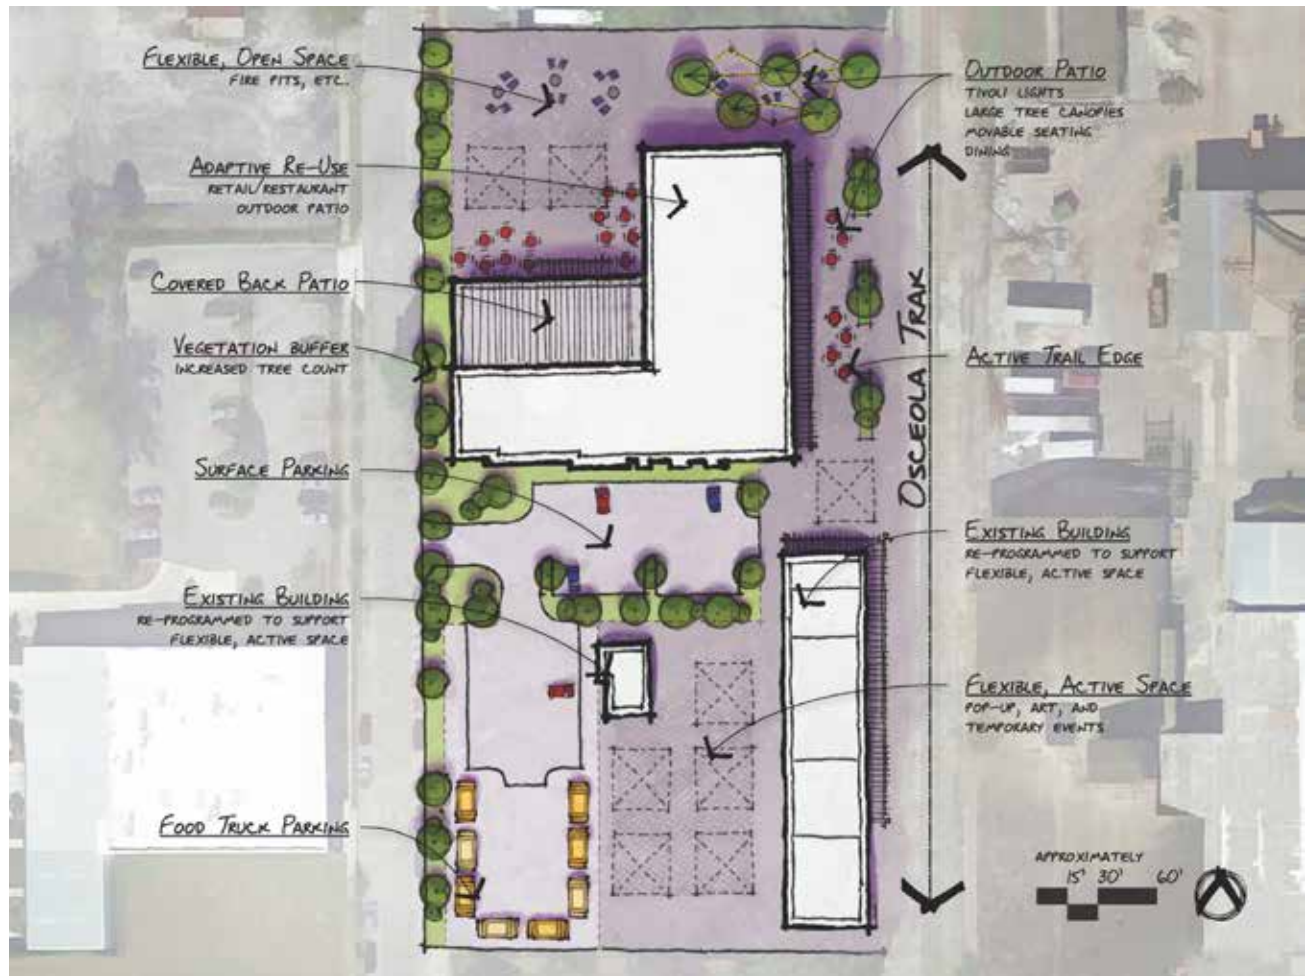 FLEXIBLE, OPEN SPACE
FIRE PITS, ETC.
ADAPTIVE RE-USE
RETAIL/RESTAURANT
OUTDOOR PATIO
COVERED BACK PATIO
VEGETATION BUFFER
INCREASED TREE COUNT
SURFACE PARKING
EXISTING BUILDING
RE-PROGRAMMED TO SUPPORT
FLEXIBLE, ACTIVE SPACE
FOOD TRUCK PARKING
OUTDOOR PATIO
TIVOLI LIGHTS
LARGE TREE CANOPIES
MOVABLE SEATING
DINING
OSCEOLA TRAK
ACTIVE TRAIL EDGE
EXISTING BUILDING
RE-PROGRAMMED TO SUPPORT
FLEXIBLE, ACTIVE SPACE
FLEXIBLE, ACTIVE SPACE
POP-UP, ART, AND
TEMPORARY EVENTS
APPROXIMATELY
15' 30' 60'